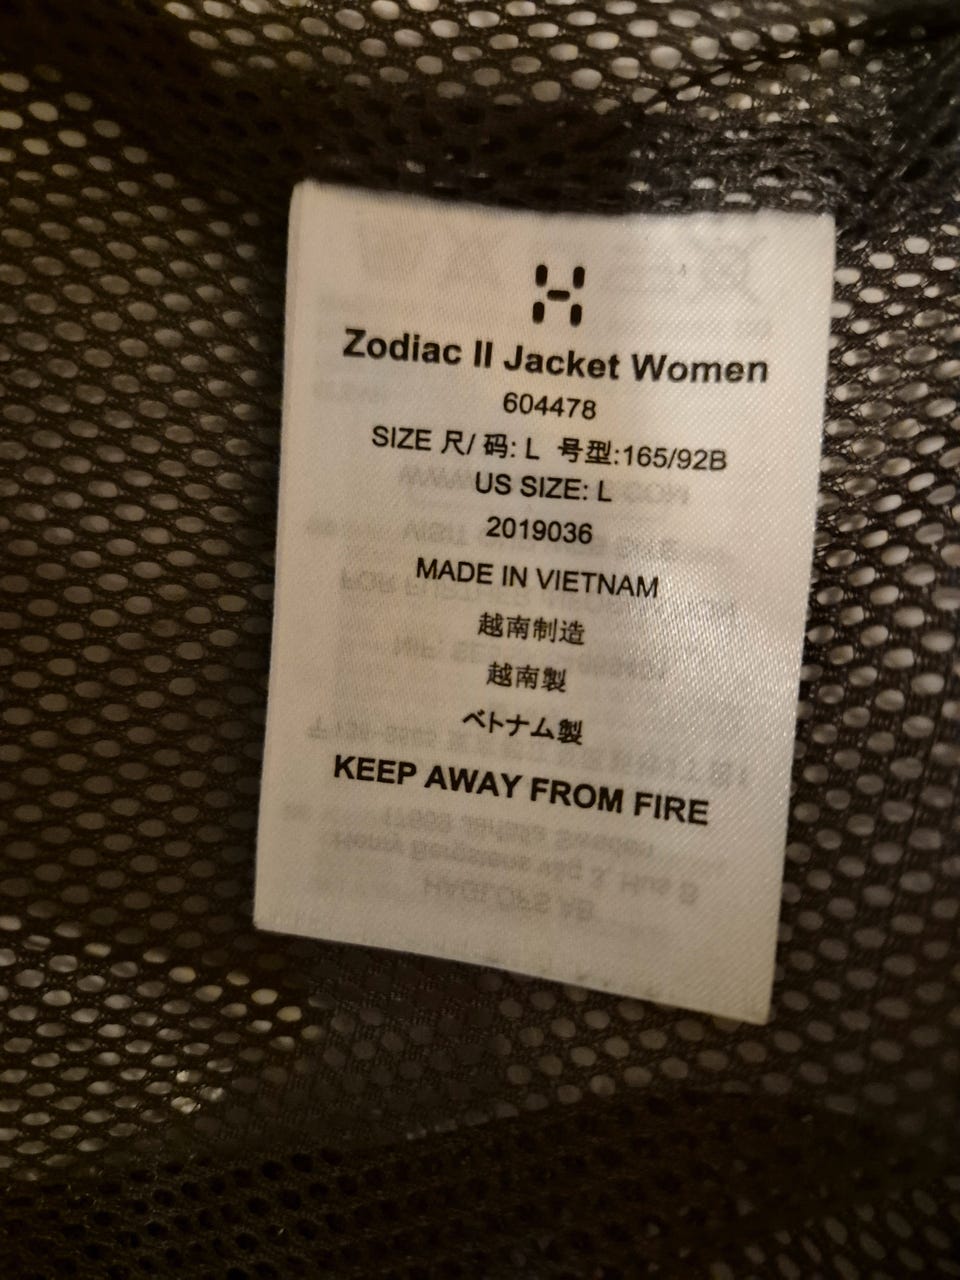 Zodiac II Jacket Women
604478
SIZE 尺/ 码: L 号型:165/92B
US SIZE: L
2019036
MADE IN VIETNAM
越南制造
越南製
ベトナム製
KEEP AWAY FROM FIRE